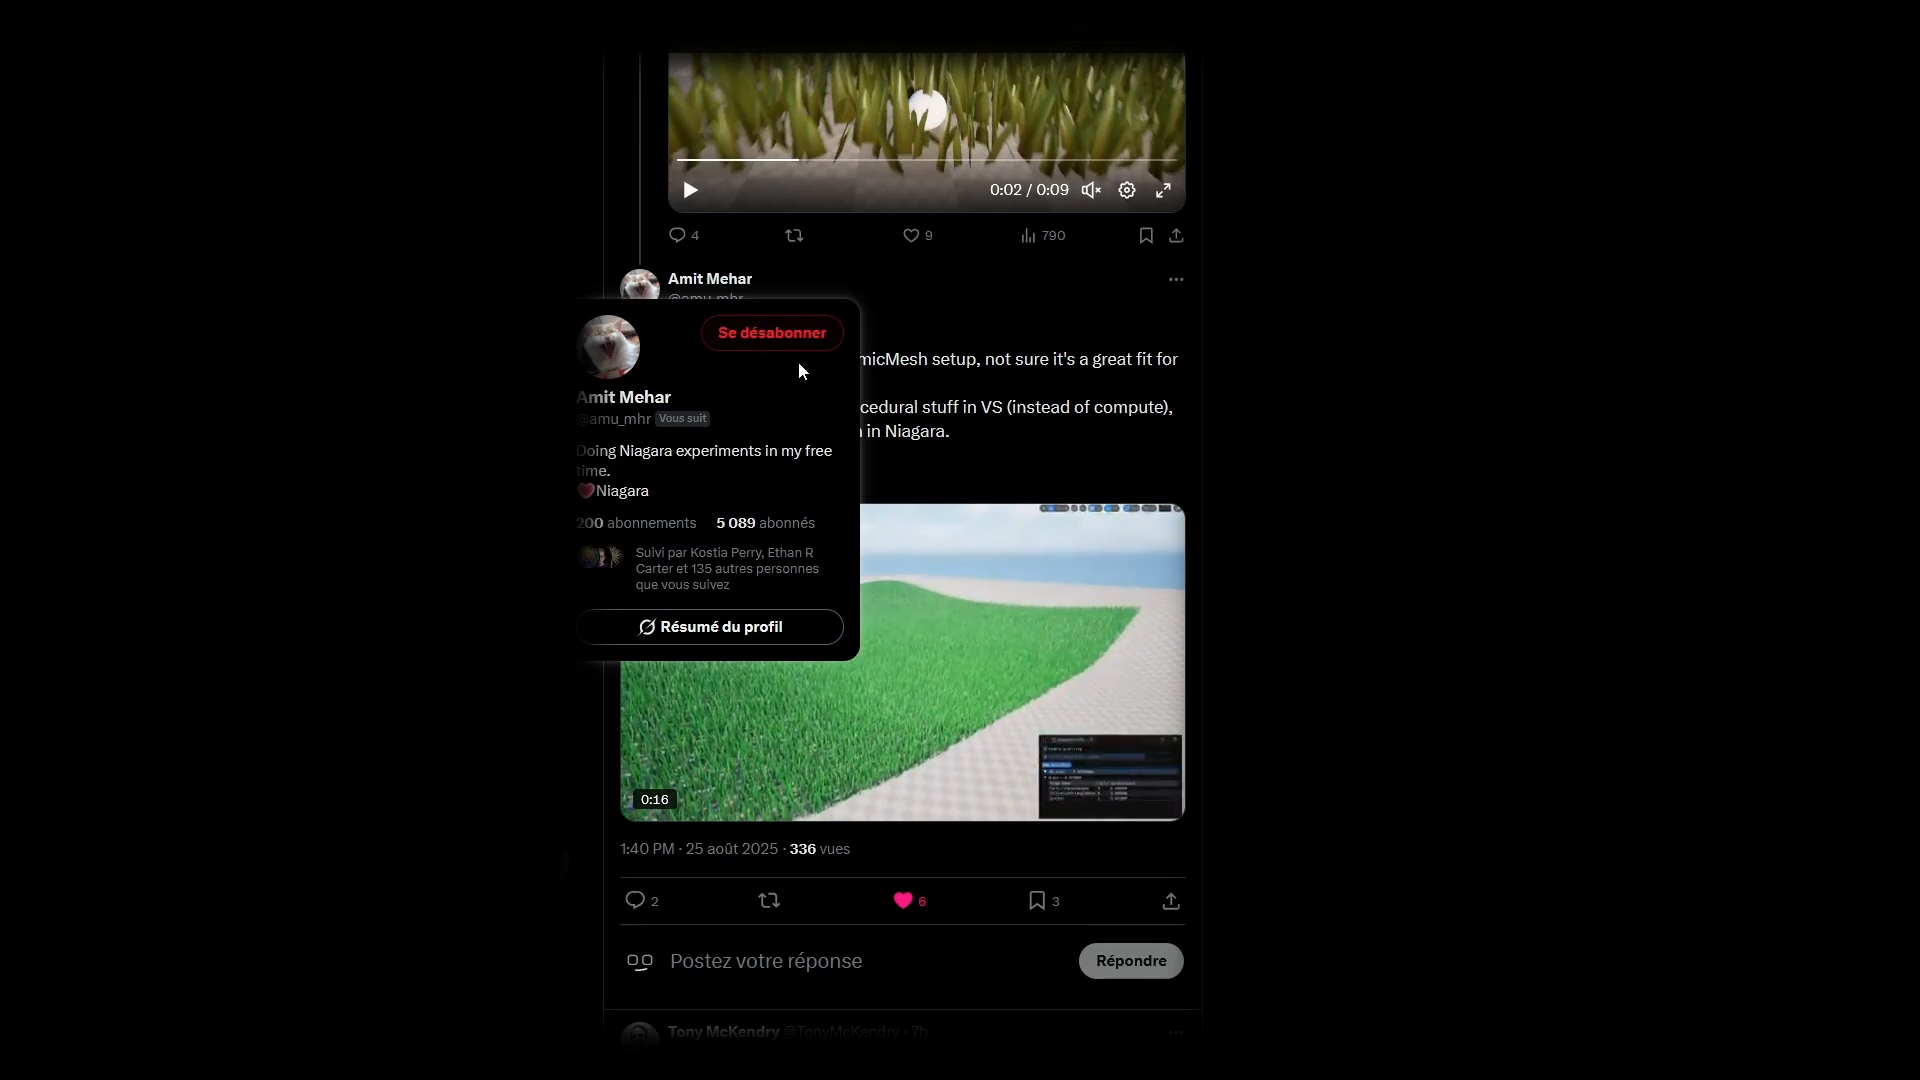 0:02 / 0:09
4
9
790
Amit Mehar
@amu_mhr
Se désabonner
Amit Mehar
@amu_mhr Vous suit
Doing Niagara experiments in my free
time.
❤Niagara
200 abonnements 5 089 abonnés
Suivi par Kostia Perry, Ethan R
Carter et 135 autres personnes
que vous suivez
Résumé du profil
micMesh setup, not sure it's a great fit for
cedural stuff in VS (instead of compute),
in Niagara.
0:16
1:40 PM · 25 août 2025 · 336 vues
2
6
3
Postez votre réponse
Répondre
Tony McKendry @TonyMcKendry · 7h